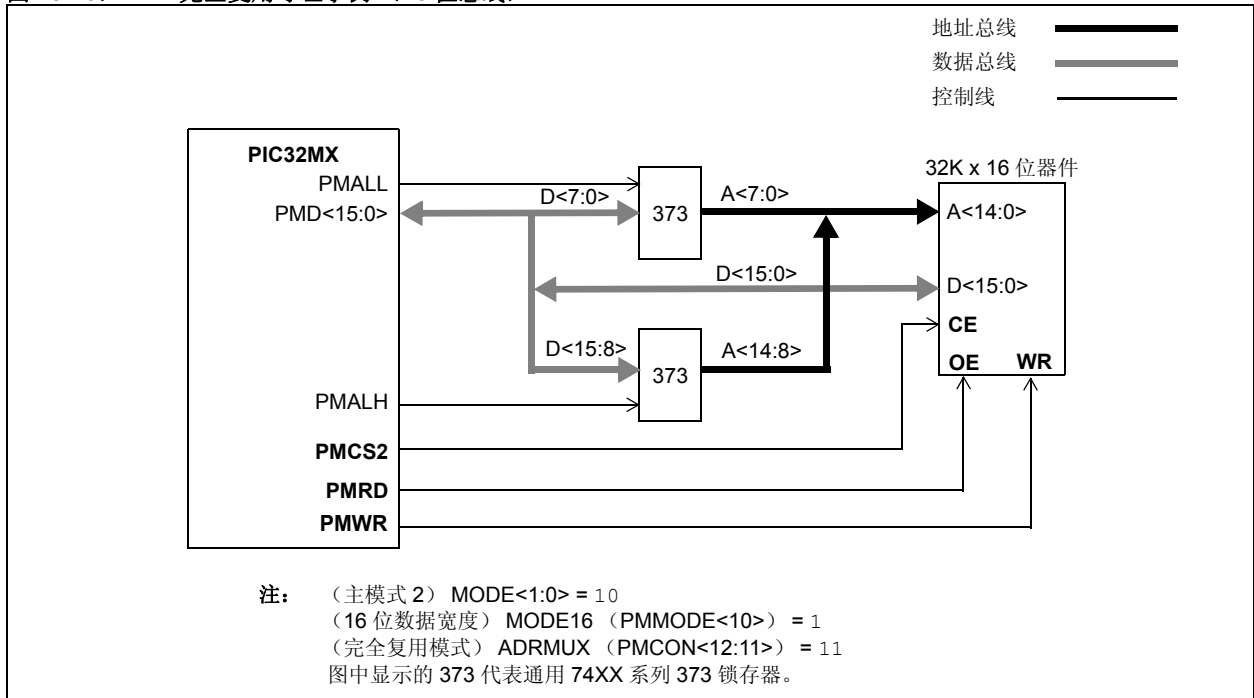 地址总线
数据总线
控制线
PIC32MX
32K x 16 位器件
PMALL
D<7:0>
A<7:0>
PMD<15:0>
373
A<14:0>
D<15:0>
D<15:0>
CE
D<15:8>
A<14:8>
OE WR
373
PMALH
PMCS2
PMRD
PMWR
注： （主模式 2） MODE<1:0> = 10
（16 位数据宽度） MODE16 （PMMODE<10>） = 1
（完全复用模式） ADRMUX （PMCON<12:11>） = 11
图中显示的 373 代表通用 74XX 系列 373 锁存器。